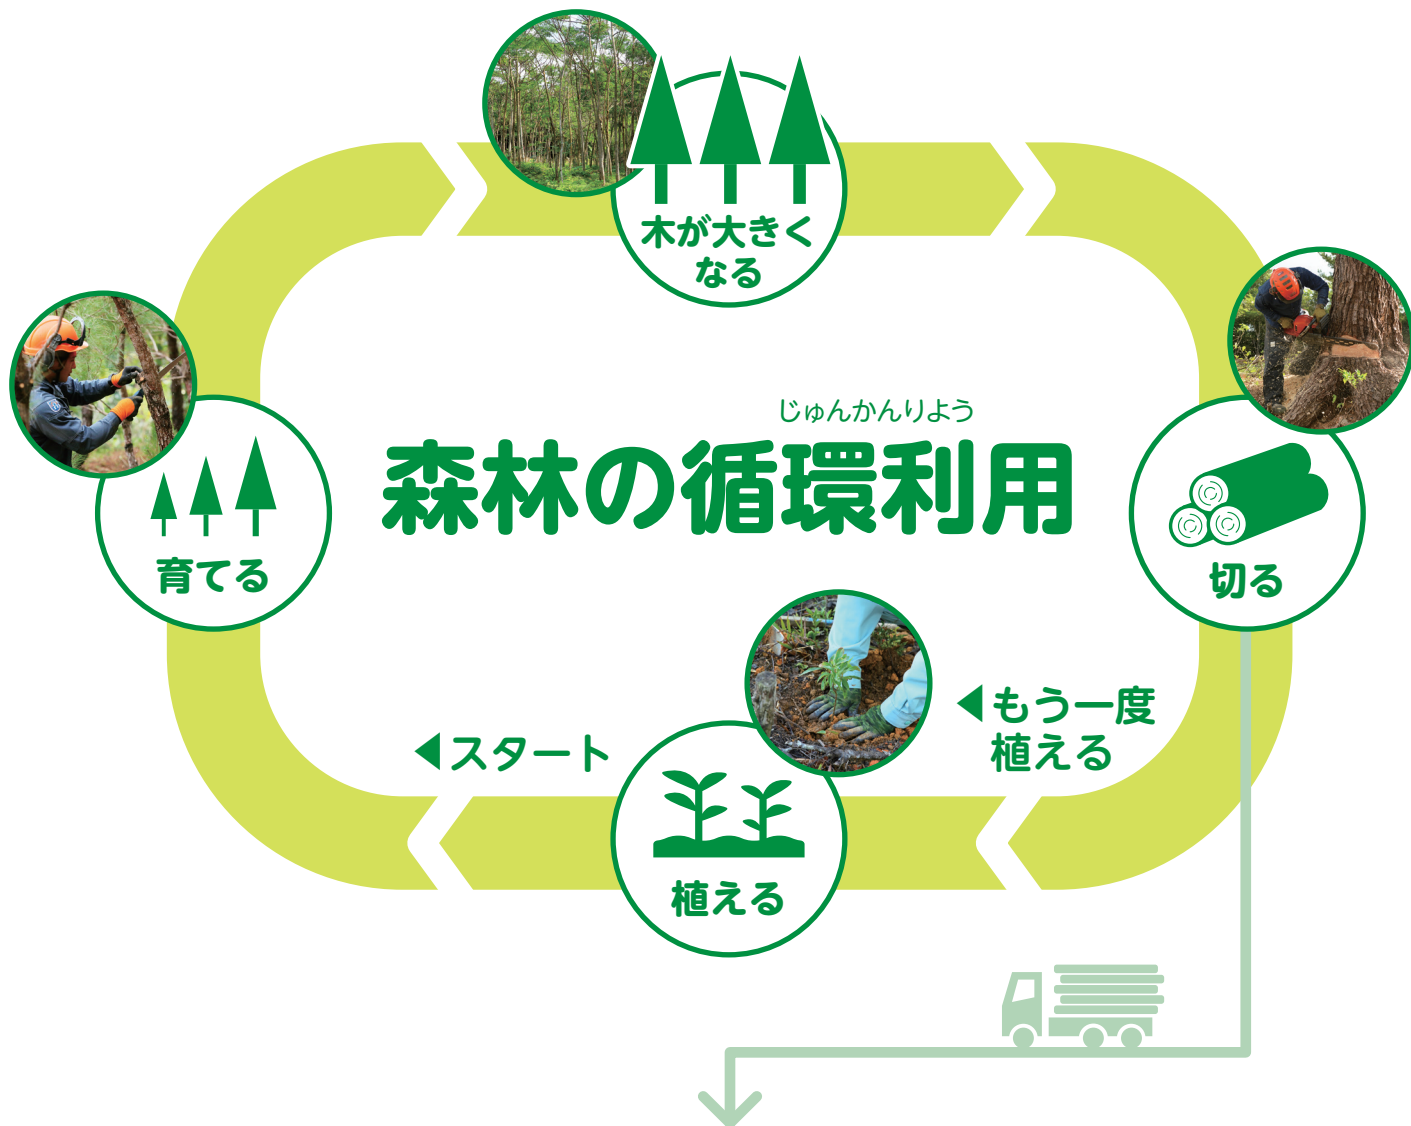 木が大きく
なる
じゅんかんりよう
森林の循環利用
育てる
切る
◀もう一度
植える
◀スタート
植える